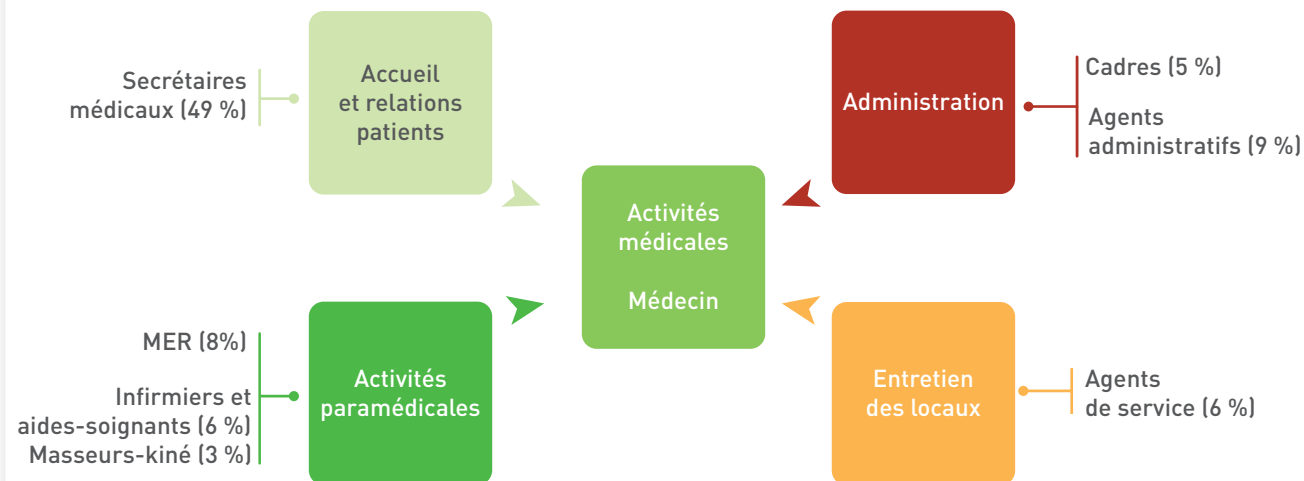 Secrétaires
médicaux (49 %)
Accueil
et relations
patients
Administration
Cadres (5 %)
Agents
administratifs (9 %)
Activités
médicales
Médecin
MER (8%)
Infirmiers et
aides-soignants (6 %)
Masseurs-kiné (3 %)
Activités
paramédicales
Entretien
des locaux
Agents
de service (6 %)